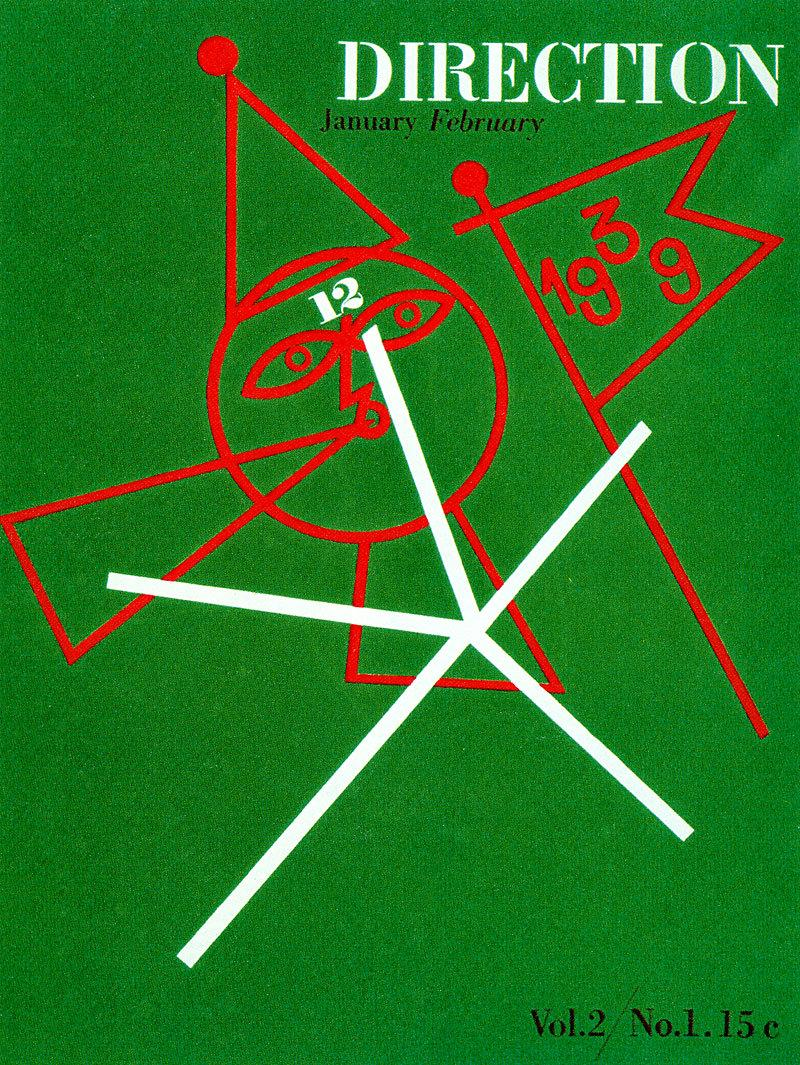 DIRECTION
January February
1939
12
Vol.2/No.1.15 c